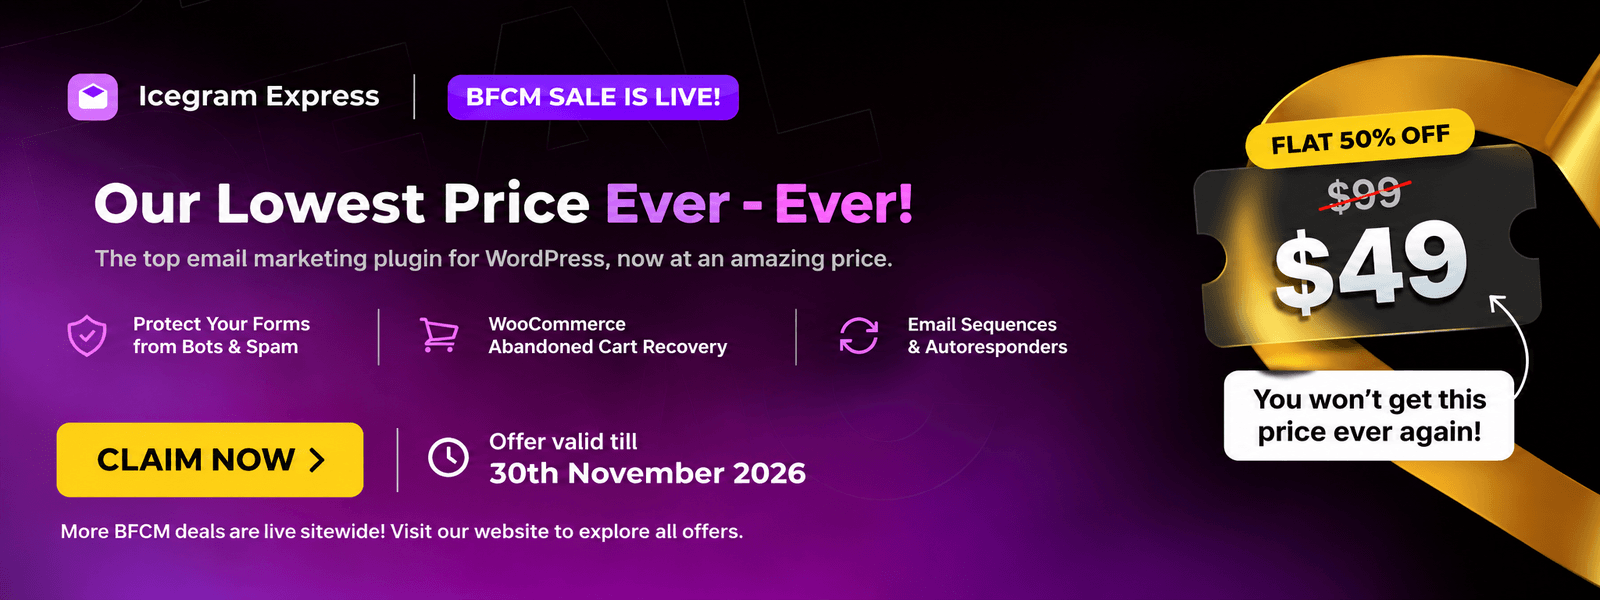 Icegram Express
BFCM SALE IS LIVE!
Our Lowest Price Ever - Ever!
The top email marketing plugin for WordPress, now at an amazing price.
Protect Your Forms
from Bots & Spam
WooCommerce
Abandoned Cart Recovery
Email Sequences
& Autoresponders
CLAIM NOW
Offer valid till
30th November 2026
More BFCM deals are live sitewide! Visit our website to explore all offers.
FLAT 50% OFF
$99
$49
You won't get this
price ever again!